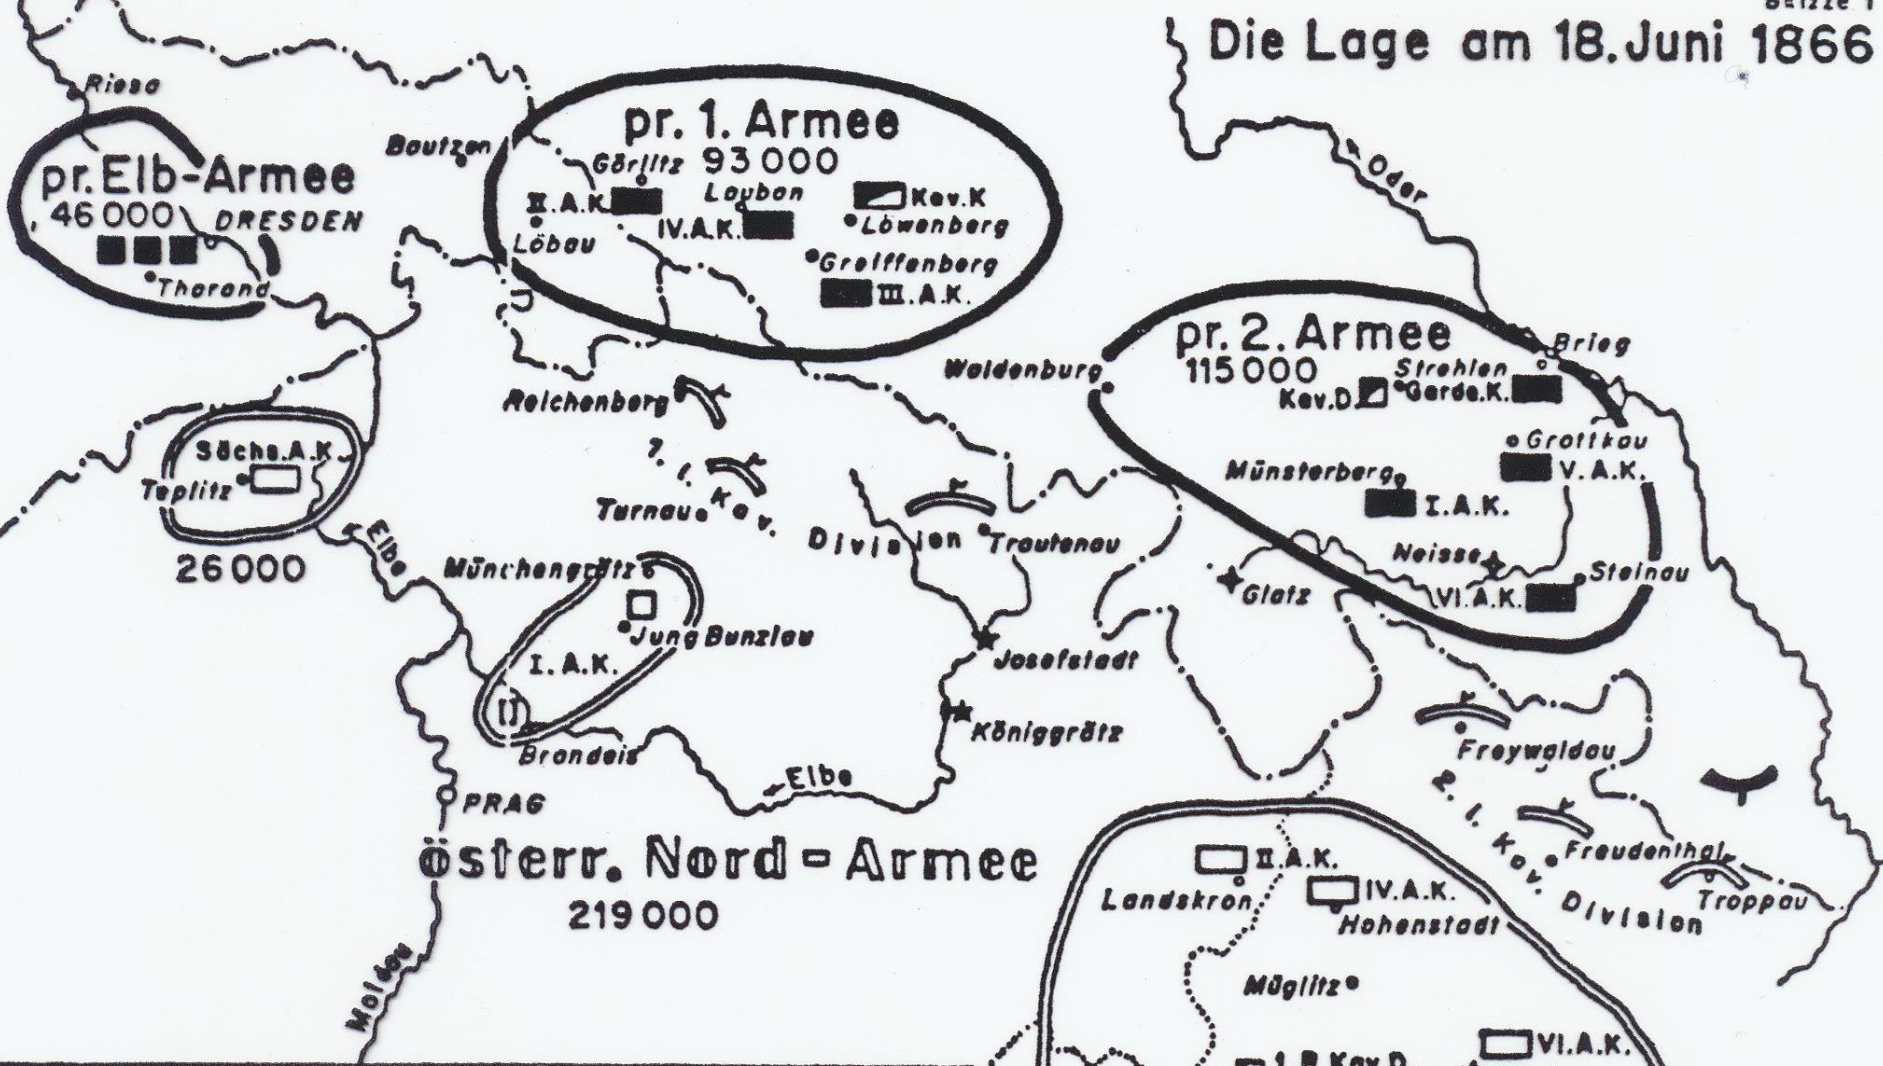 Skizze 1
Die Lage am 18. Juni 1866
Riesa
pr. Elb-Armee
46 000
DRESDEN
Tharand
Bautzen
pr. 1. Armee
93 000
Görlitz
II. A.K.
Löbau
Lauban
IV. A.K.
Kav. K
Löwenberg
Greiffenberg
III. A.K.
Oder
pr. 2. Armee
115 000
Waldenburg
Brieg
Strehlen
Kav. D.
Garde. K.
Grottkau
V. A.K.
Münsterberg
I. A.K.
Neisse
Steinau
VI. A.K.
Glatz
Reichenberg
Turnau
1. l. Kav. Division
Trautenau
Sächs. A.K.
Teplitz
26 000
Elbe
Münchengrätz
Jung Bunzlau
I. A.K.
Brandeis
Josefstadt
Königgrätz
Elbe
PRAG
österr. Nord-Armee
219 000
Moldau
Freywaldau
2. l. Kav. Division
Freudenthal
Troppau
II. A.K.
Landskron
IV. A.K.
Hohenstadt
Müglitz
VI. A.K.
1. R. Kav. D.